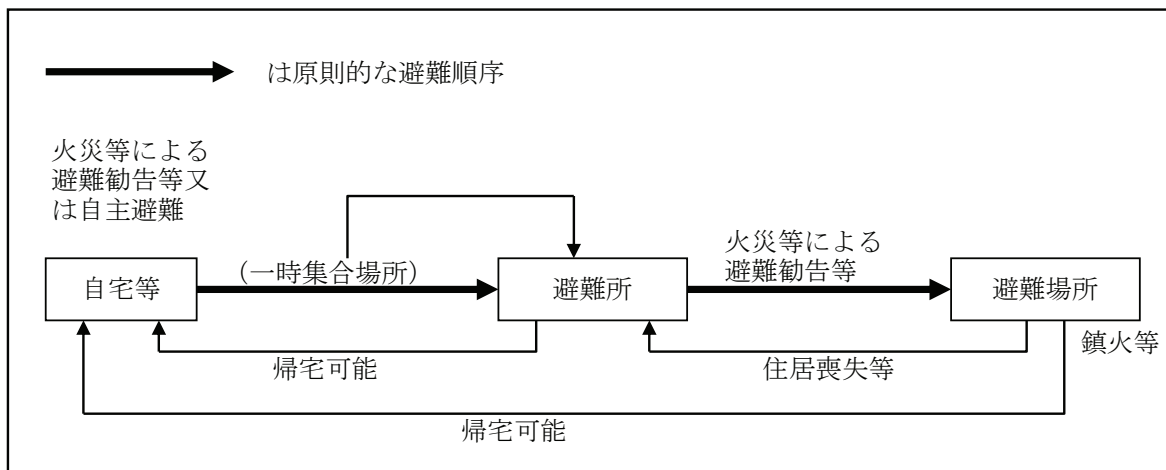 は原則的な避難順序
火災等による
避難勧告等又
は自主避難
火災等による
避難勧告等
(一時集合場所)
自宅等
避難所
避難場所
鎮火等
帰宅可能
住居喪失等
帰宅可能